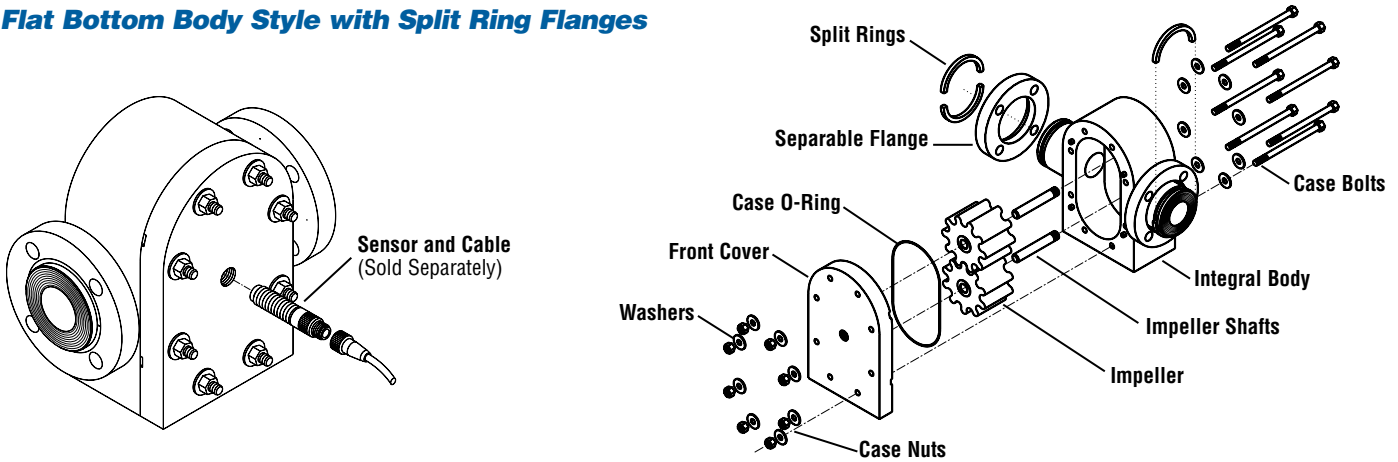 Flat Bottom Body Style with Split Ring Flanges
Sensor and Cable
(Sold Separately)
Split Rings
Separable Flange
Case O-Ring
Front Cover
Washers
Case Bolts
Integral Body
Impeller Shafts
Impeller
Case Nuts